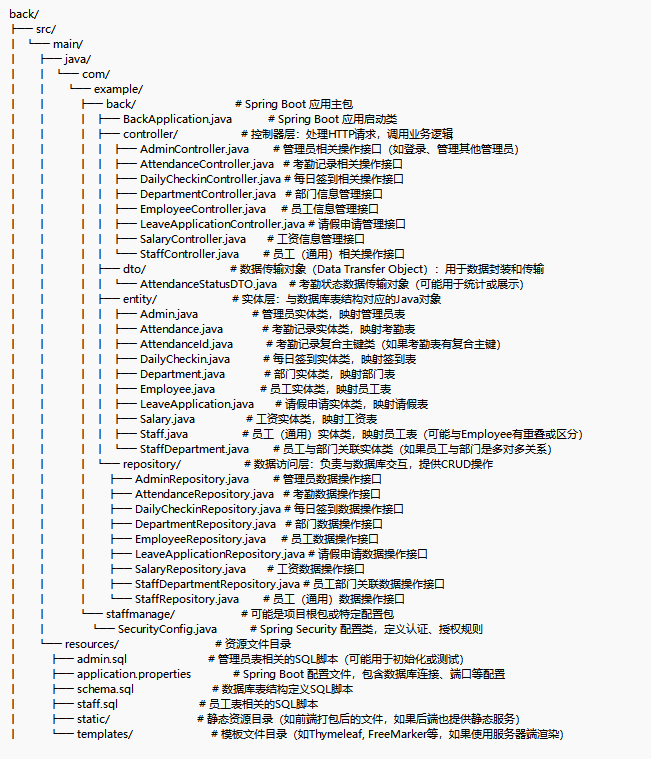 back/
├── src/
│   └── main/
│       ├── java/
│       │   └── com/
│       │       └── example/
│       │           ├── back/ # Spring Boot 应用主包
│       │           │   ├── BackApplication.java # Spring Boot 应用启动类
│       │           │   ├── controller/ # 控制器层：处理HTTP请求，调用业务逻辑
│       │           │   │   ├── AdminController.java # 管理员相关操作接口（如登录、管理其他管理员）
│       │           │   │   ├── AttendanceController.java # 考勤记录相关操作接口
│       │           │   │   ├── DailyCheckinController.java # 每日签到相关操作接口
│       │           │   │   ├── DepartmentController.java # 部门信息管理接口
│       │           │   │   ├── EmployeeController.java # 员工信息管理接口
│       │           │   │   ├── LeaveApplicationController.java # 请假申请管理接口
│       │           │   │   ├── SalaryController.java # 工资信息管理接口
│       │           │   │   └── StaffController.java # 员工（通用）相关操作接口
│       │           │   ├── dto/ # 数据传输对象（Data Transfer Object）：用于数据封装和传输
│       │           │   │   └── AttendanceStatusDTO.java # 考勤状态数据传输对象（可能用于统计或展示）
│       │           │   ├── entity/ # 实体层：与数据库表结构对应的Java对象
│       │           │   │   ├── Admin.java # 管理员实体类，映射管理员表
│       │           │   │   ├── Attendance.java # 考勤记录实体类，映射考勤表
│       │           │   │   ├── AttendanceId.java # 考勤记录复合主键类（如果考勤表有复合主键）
│       │           │   │   ├── DailyCheckin.java # 每日签到实体类，映射签到表
│       │           │   │   ├── Department.java # 部门实体类，映射部门表
│       │           │   │   ├── Employee.java # 员工实体类，映射员工表
│       │           │   │   ├── LeaveApplication.java # 请假申请实体类，映射请假表
│       │           │   │   ├── Salary.java # 工资实体类，映射工资表
│       │           │   │   ├── Staff.java # 员工（通用）实体类，映射员工表（可能与Employee有重叠或区分）
│       │           │   │   └── StaffDepartment.java # 员工与部门关联实体类（如果员工与部门是多对多关系）
│       │           │   └── repository/ # 数据访问层：负责与数据库交互，提供CRUD操作
│       │           │       ├── AdminRepository.java # 管理员数据操作接口
│       │           │       ├── AttendanceRepository.java # 考勤数据操作接口
│       │           │       ├── DailyCheckinRepository.java # 每日签到数据操作接口
│       │           │       ├── DepartmentRepository.java # 部门数据操作接口
│       │           │       ├── EmployeeRepository.java # 员工数据操作接口
│       │           │       ├── LeaveApplicationRepository.java # 请假申请数据操作接口
│       │           │       ├── SalaryRepository.java # 工资数据操作接口
│       │           │       ├── StaffDepartmentRepository.java # 员工部门关联数据操作接口
│       │           │       └── StaffRepository.java # 员工（通用）数据操作接口
│       │           └── staffmanage/ # 可能是项目根包或特定配置包
│       │               └── SecurityConfig.java # Spring Security 配置类，定义认证、授权规则
│       └── resources/ # 资源文件目录
│           ├── admin.sql # 管理员表相关的SQL脚本（可能用于初始化或测试）
│           ├── application.properties # Spring Boot 配置文件，包含数据库连接、端口等配置
│           ├── schema.sql # 数据库表结构定义SQL脚本
│           ├── staff.sql # 员工表相关的SQL脚本
│           ├── static/ # 静态资源目录（如前端打包后的文件，如果后端也提供静态服务）
│           └── templates/ # 模板文件目录（如Thymeleaf, FreeMarker等，如果使用服务器端渲染）